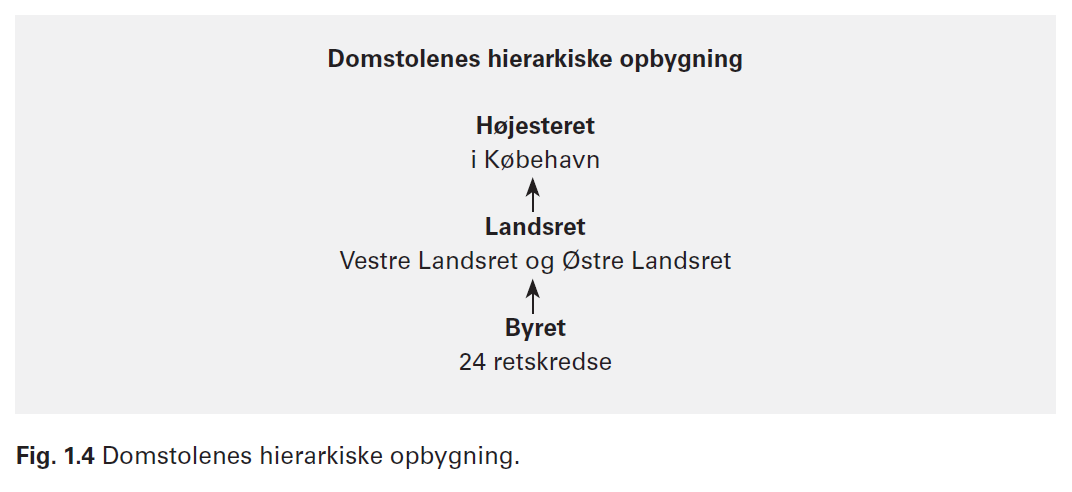 Domstolenes hierarkiske opbygning
Højesteret
i Købehavn
Landsret
Vestre Landsret og Østre Landsret
Byret
24 retskredse
Fig. 1.4 Domstolenes hierarkiske opbygning.